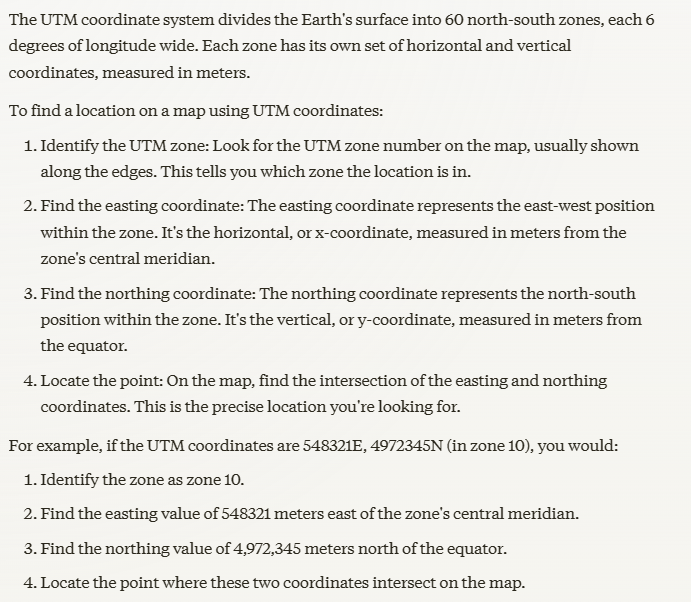 The UTM coordinate system divides the Earth's surface into 60 north-south zones, each 6
degrees of longitude wide. Each zone has its own set of horizontal and vertical
coordinates, measured in meters.
To find a location on a map using UTM coordinates:
1. Identify the UTM zone: Look for the UTM zone number on the map, usually shown
along the edges. This tells you which zone the location is in.
2. Find the easting coordinate: The easting coordinate represents the east-west position
within the zone. It's the horizontal, or x-coordinate, measured in meters from the
zone's central meridian.
3. Find the northing coordinate: The northing coordinate represents the north-south
position within the zone. It's the vertical, or y-coordinate, measured in meters from
the equator.
4. Locate the point: On the map, find the intersection of the easting and northing
coordinates. This is the precise location you're looking for.
For example, if the UTM coordinates are 548321E, 4972345N (in zone 10), you would:
1. Identify the zone as zone 10.
2. Find the easting value of 548321 meters east of the zone's central meridian.
3. Find the northing value of 4,972,345 meters north of the equator.
4. Locate the point where these two coordinates intersect on the map.